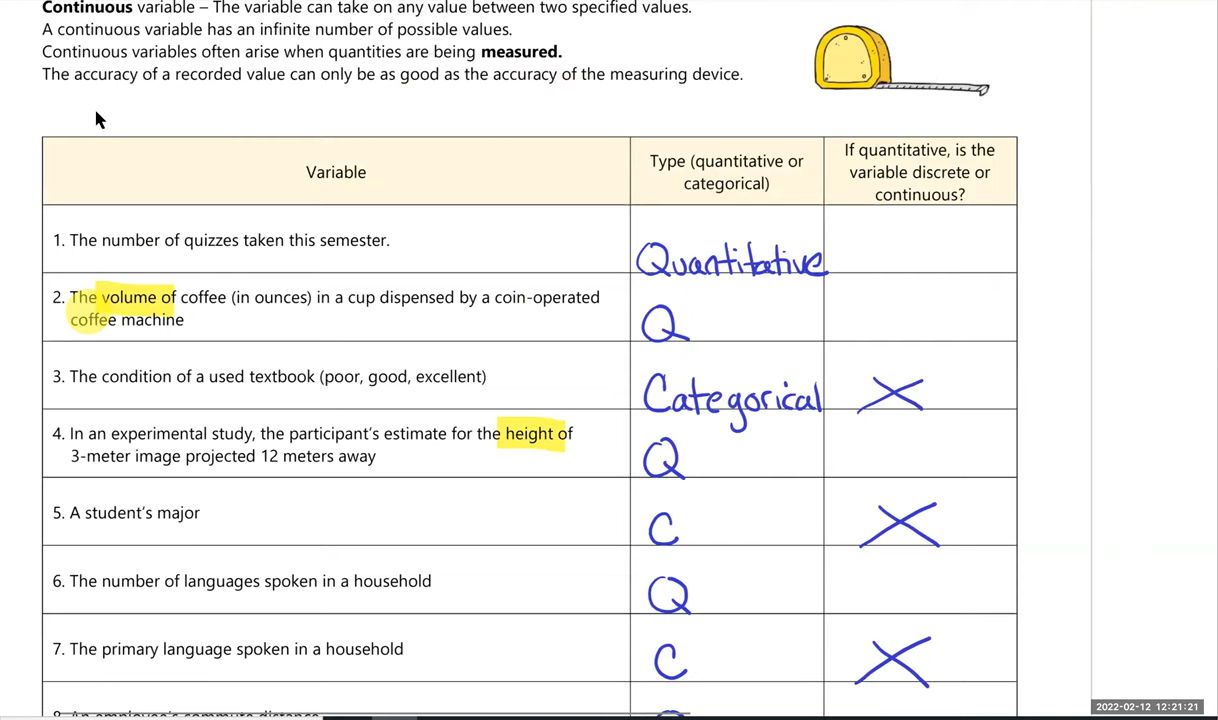 Continuous variable – The variable can take on any value between two specified values.
A continuous variable has an infinite number of possible values.
Continuous variables often arise when quantities are being measured.
The accuracy of a recorded value can only be as good as the accuracy of the measuring device.
Variable
Type (quantitative or
categorical)
If quantitative, is the
variable discrete or
continuous?
1. The number of quizzes taken this semester.
Quantitative
2. The volume of coffee (in ounces) in a cup dispensed by a coin-operated
coffee machine
Q
3. The condition of a used textbook (poor, good, excellent)
Categorical
4. In an experimental study, the participant's estimate for the height of
3-meter image projected 12 meters away
Q
5. A student's major
C
6. The number of languages spoken in a household
Q
7. The primary language spoken in a household
C
8. An employee's commute distance
2022-02-12 12:21:21